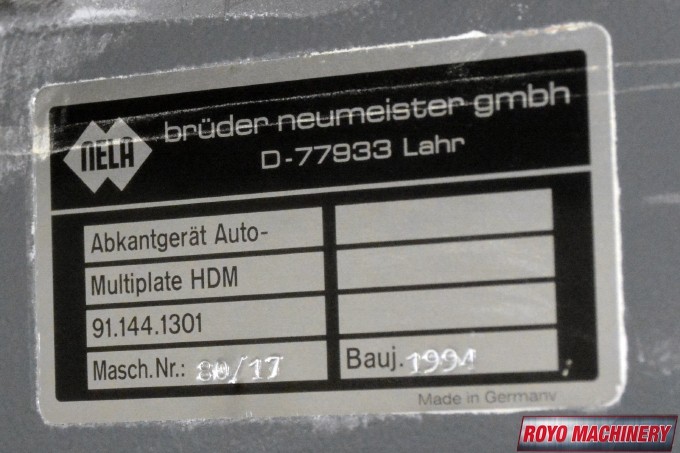 NELA
brüder neumeister gmbh
D-77933 Lahr
Abkantgerät Auto-
Multiplate HDM
91.144.1301
Masch.Nr.: 80/17
Bauj. 1994
Made in Germany
ROYO MACHINERY